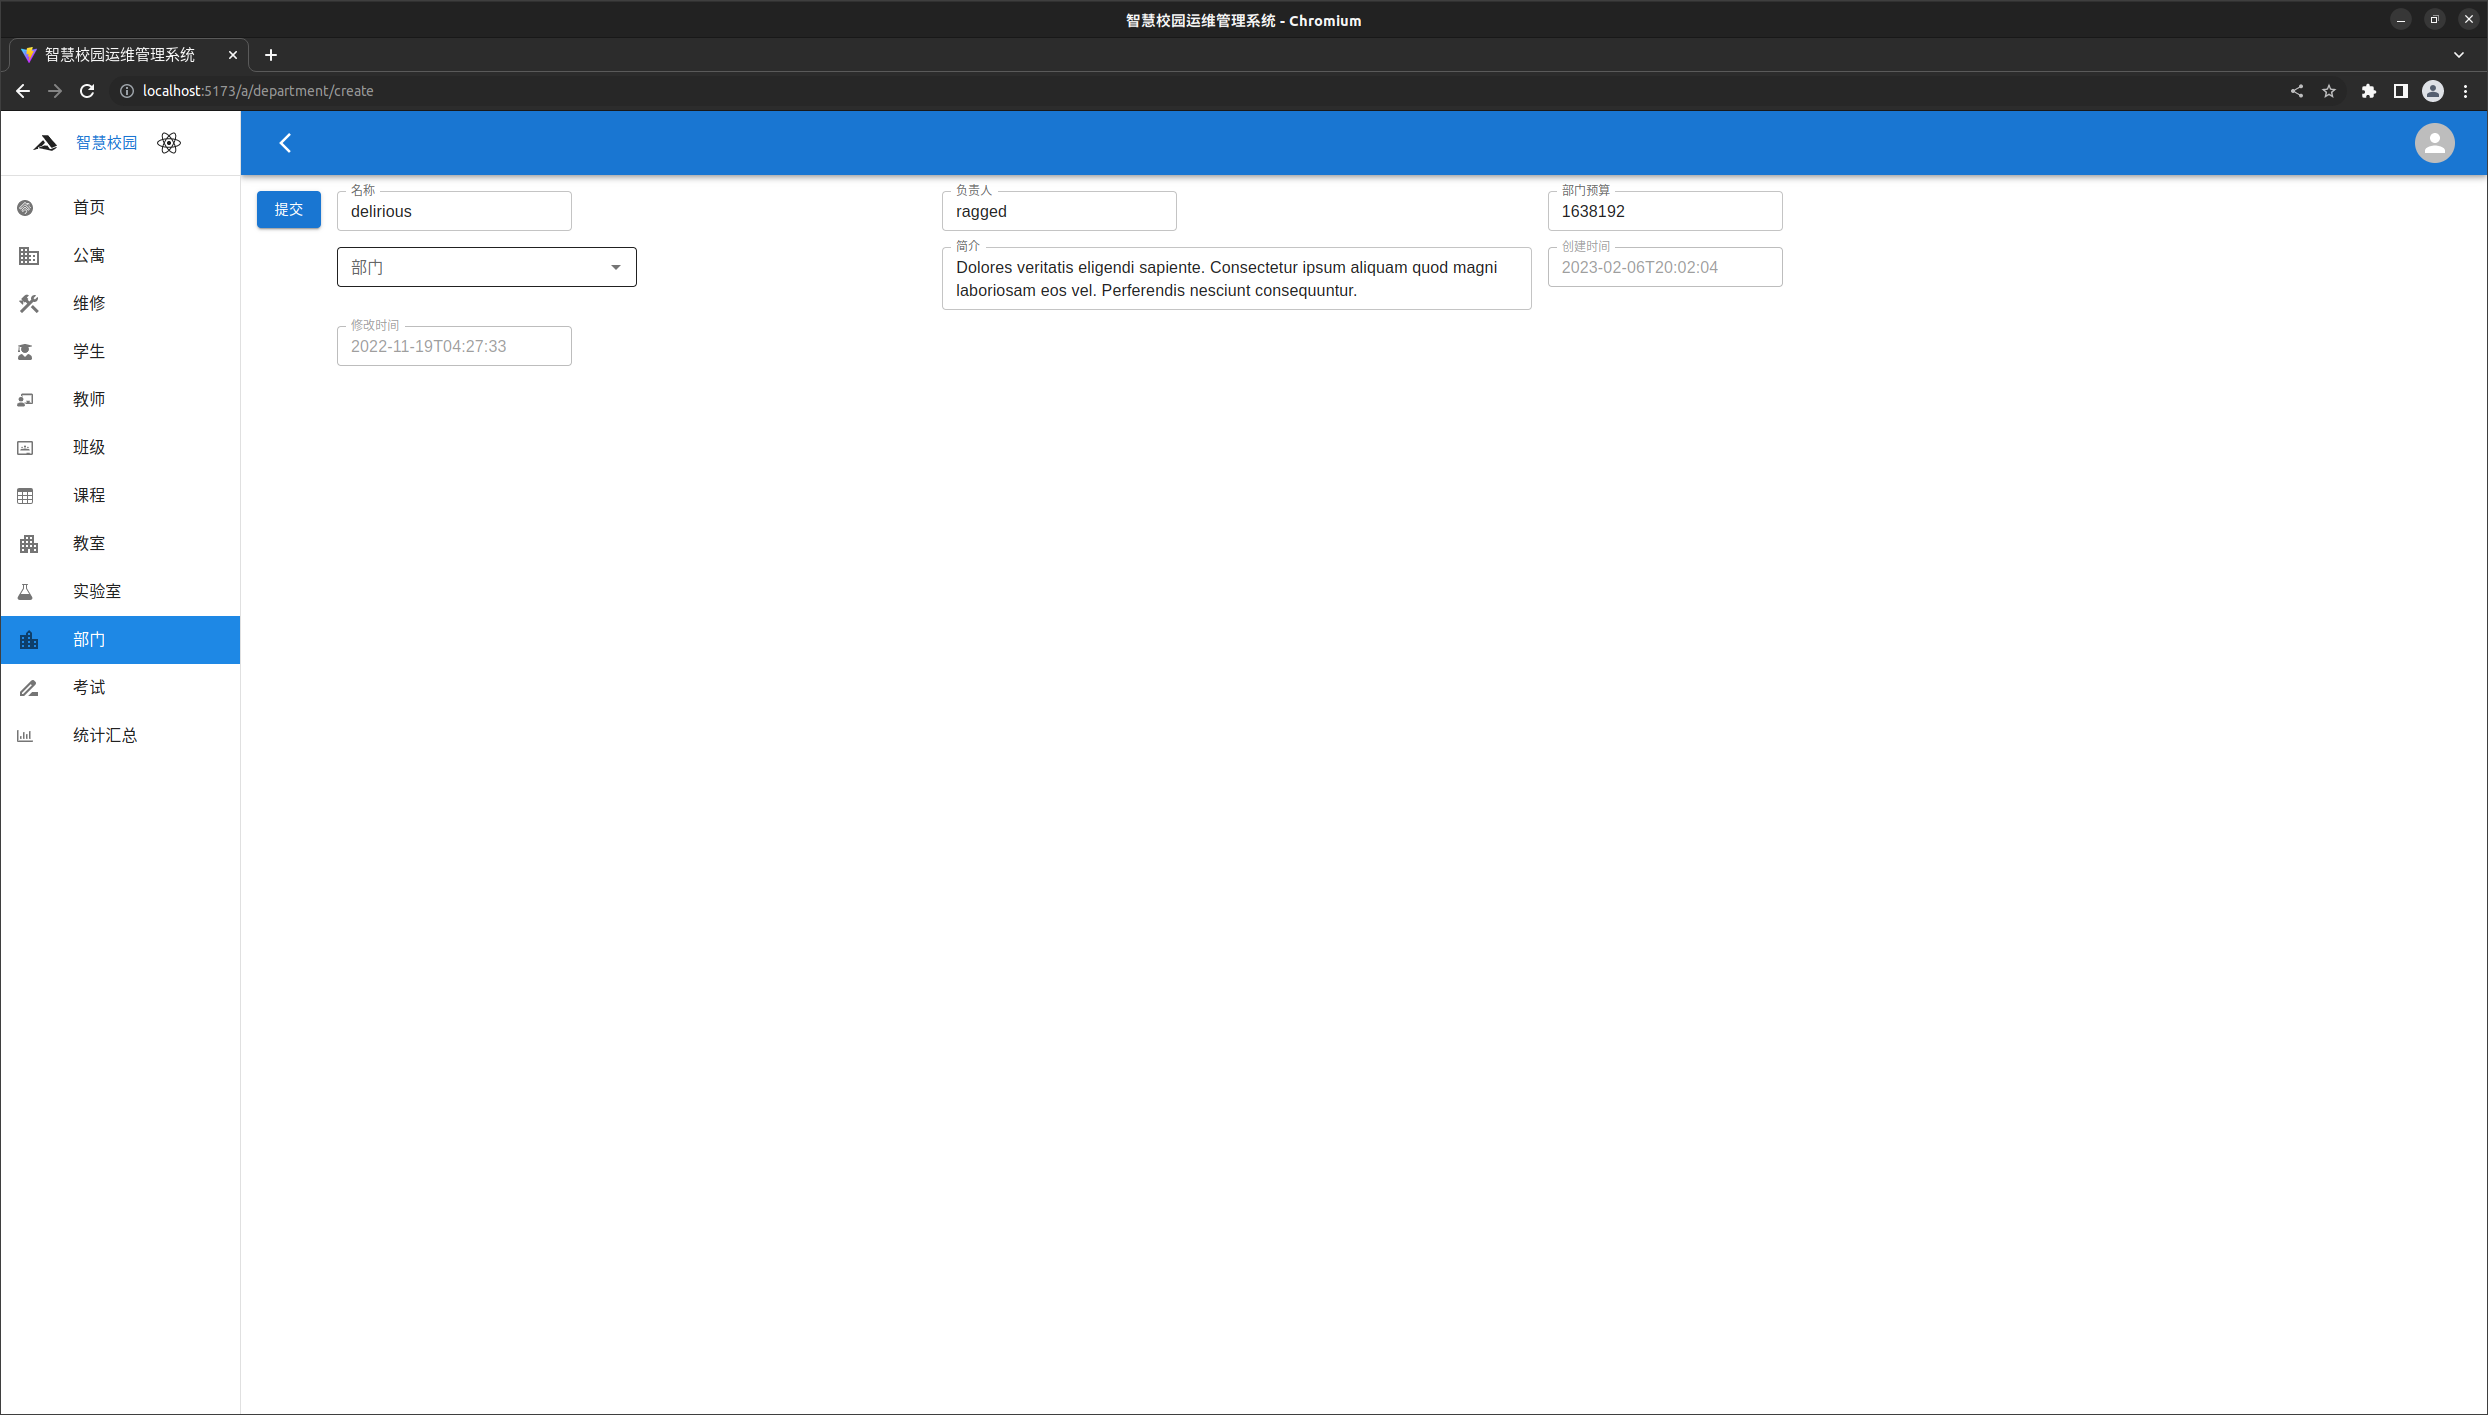 智慧校园运维管理系统 - Chromium
智慧校园运维管理系统
localhost:5173/a/department/create
智慧校园
首页
公寓
维修
学生
教师
班级
课程
教室
实验室
部门
考试
统计汇总
提交
名称
delirious
负责人
ragged
部门预算
1638192
部门
简介
Dolores veritatis eligendi sapiente. Consectetur ipsum aliquam quod magni
laboriosam eos vel. Perferendis nesciunt consequuntur.
创建时间
2023-02-06T20:02:04
修改时间
2022-11-19T04:27:33